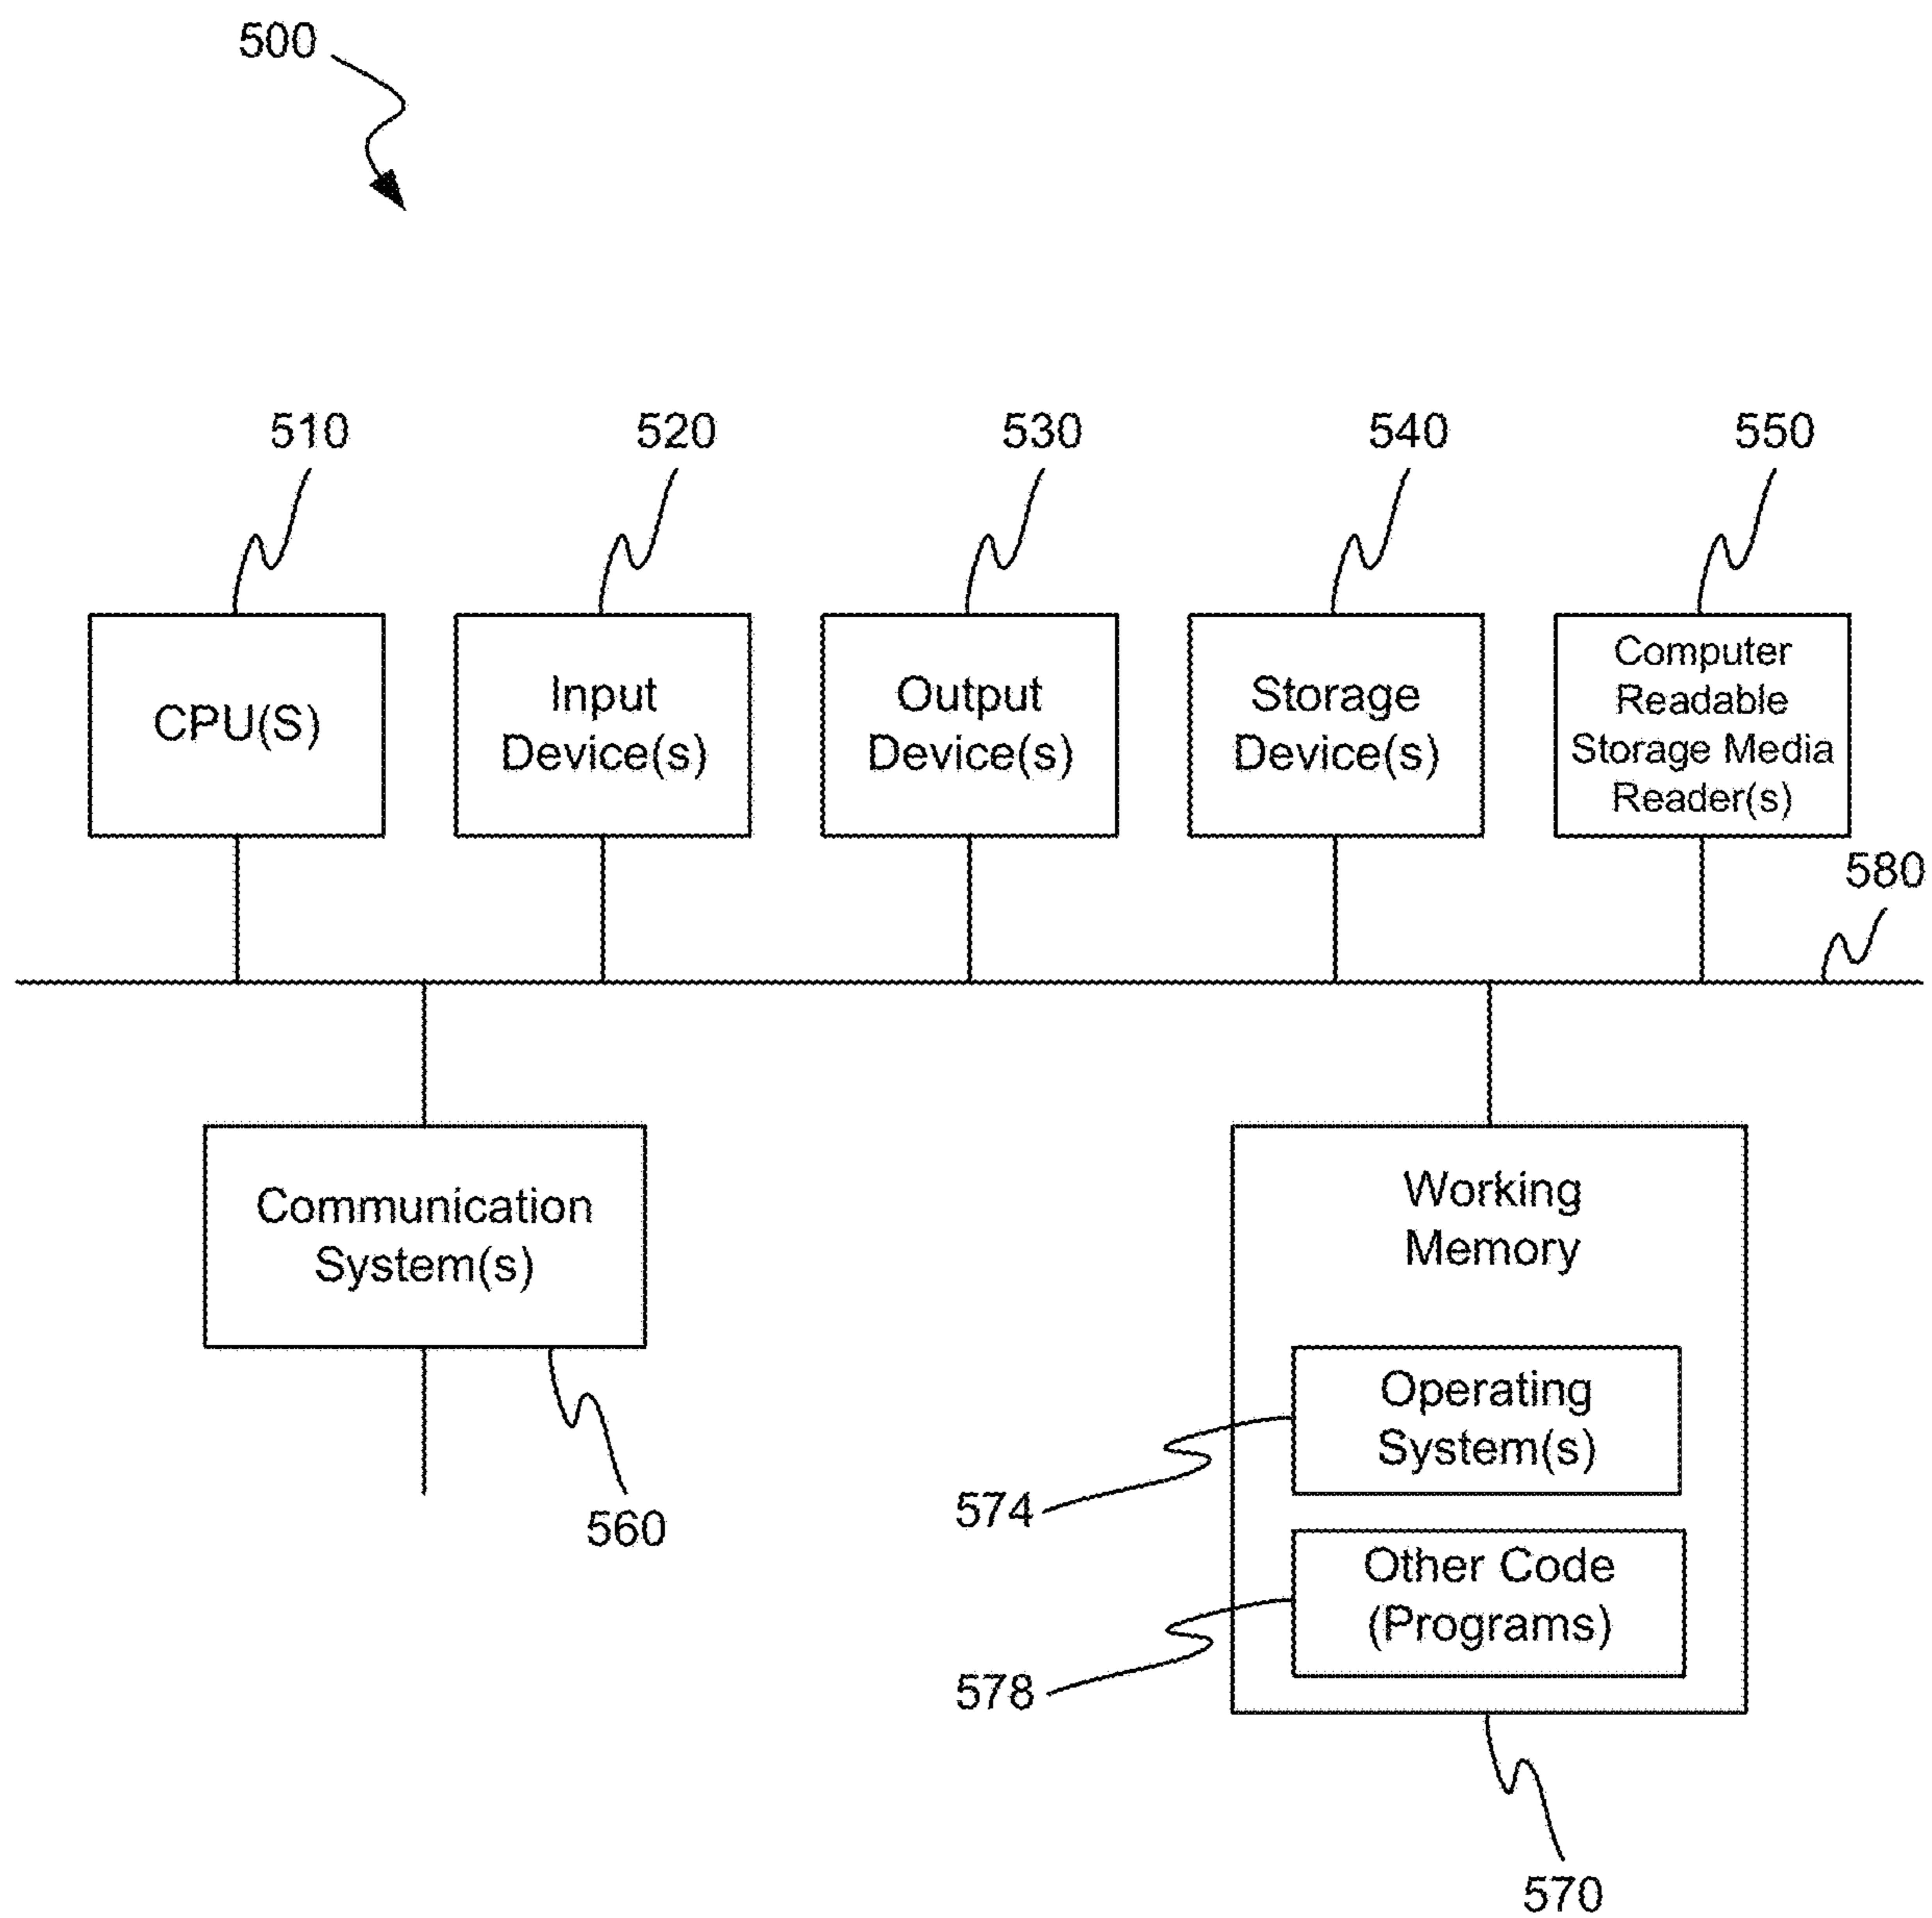 500
510
520
530
540
550
CPU(S)
Input
Device(s)
Output
Device(s)
Storage
Device(s)
Computer
Readable
Storage Media
Reader(s)
580
Communication
System(s)
560
Working
Memory
Operating
System(s)
574
Other Code
(Programs)
578
570